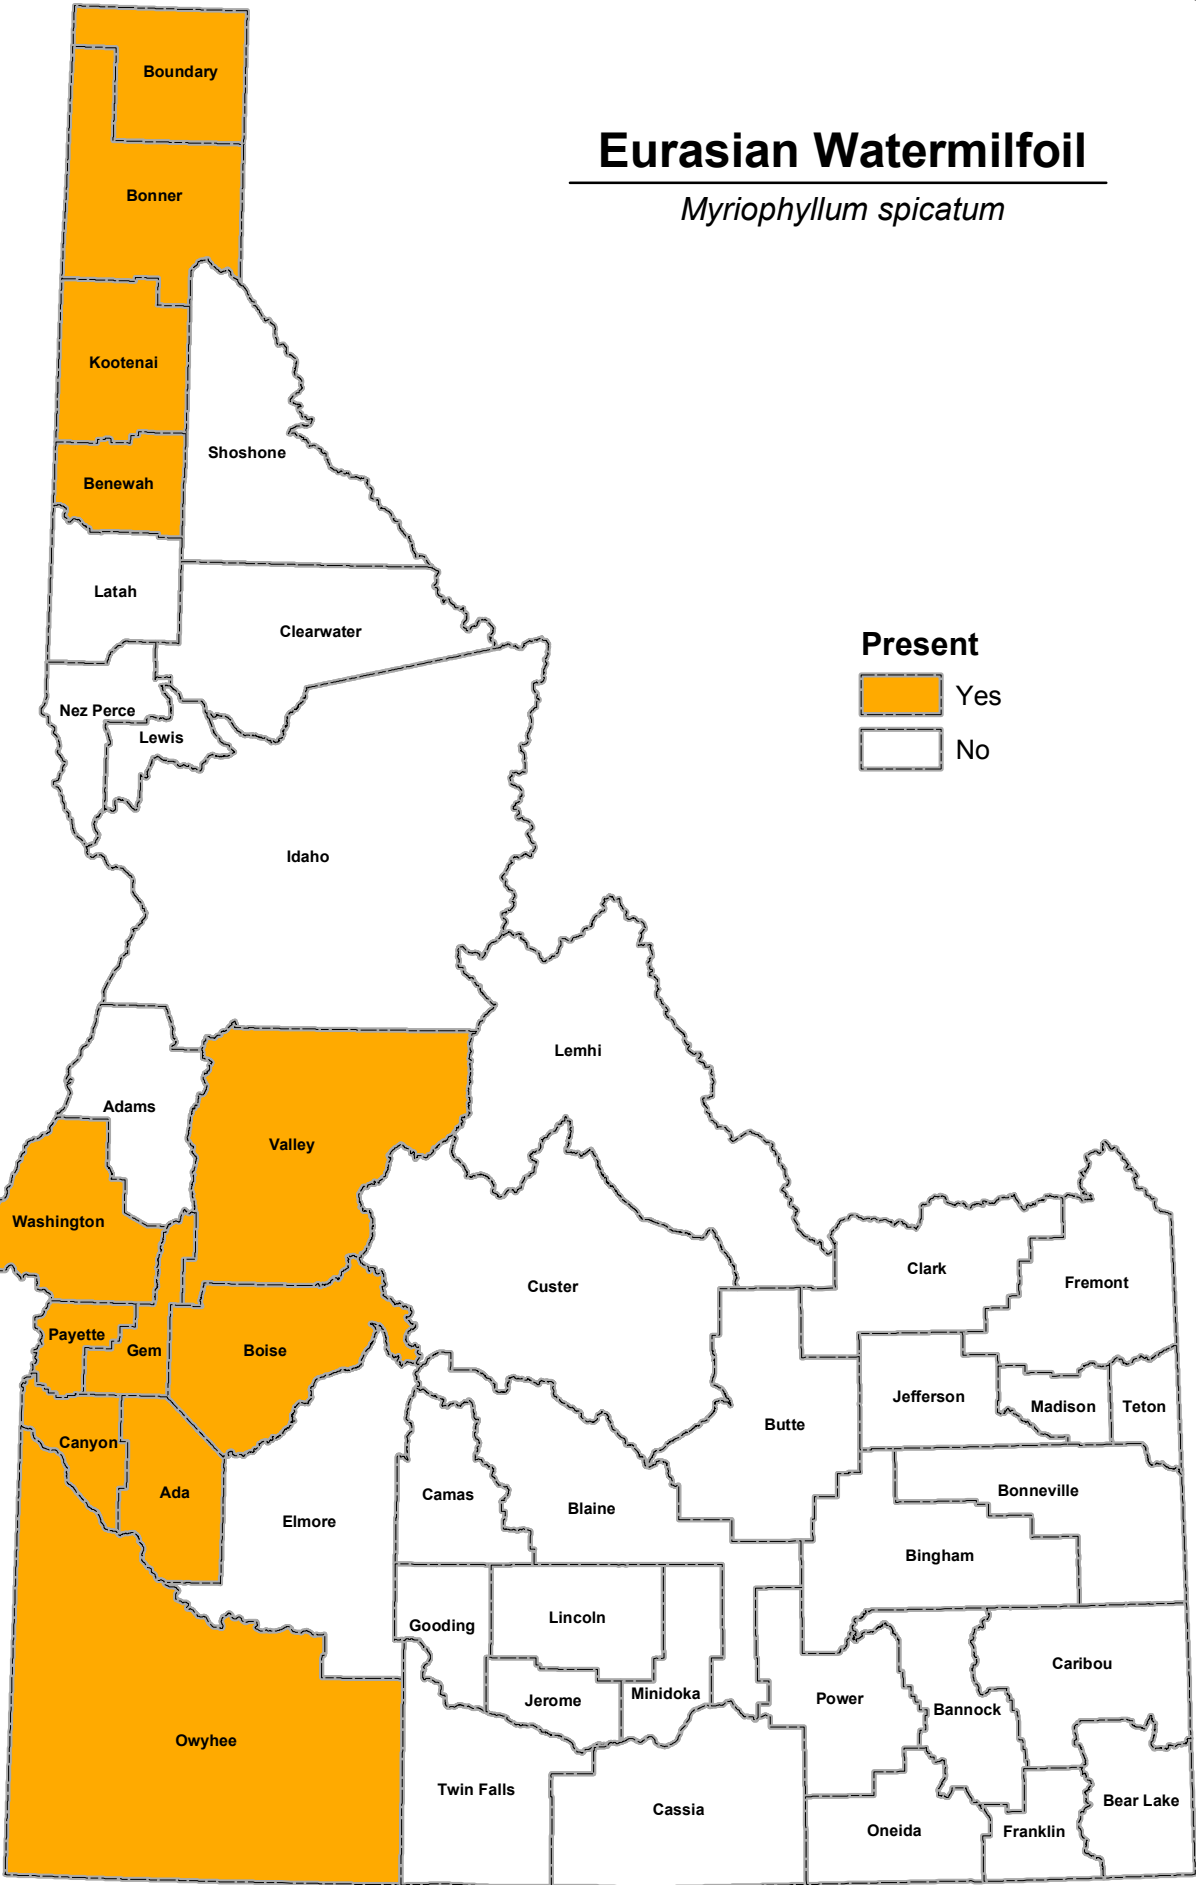 Boundary
Eurasian Watermilfoil
Bonner
Myriophyllum spicatum
Kootenai
Shoshone
Benewah
Latah
Clearwater
Present
Yes
No
Nez Perce
Lewis
Idaho
Lemhi
Adams
Valley
Washington
Clark
Fremont
Custer
Payette
Gem
Boise
Jefferson
Madison
Teton
Butte
Canyon
Ada
Camas
Blaine
Bonneville
Elmore
Bingham
Gooding
Lincoln
Caribou
Jerome
Minidoka
Power
Bannock
Owyhee
Twin Falls
Cassia
Bear Lake
Oneida
Franklin